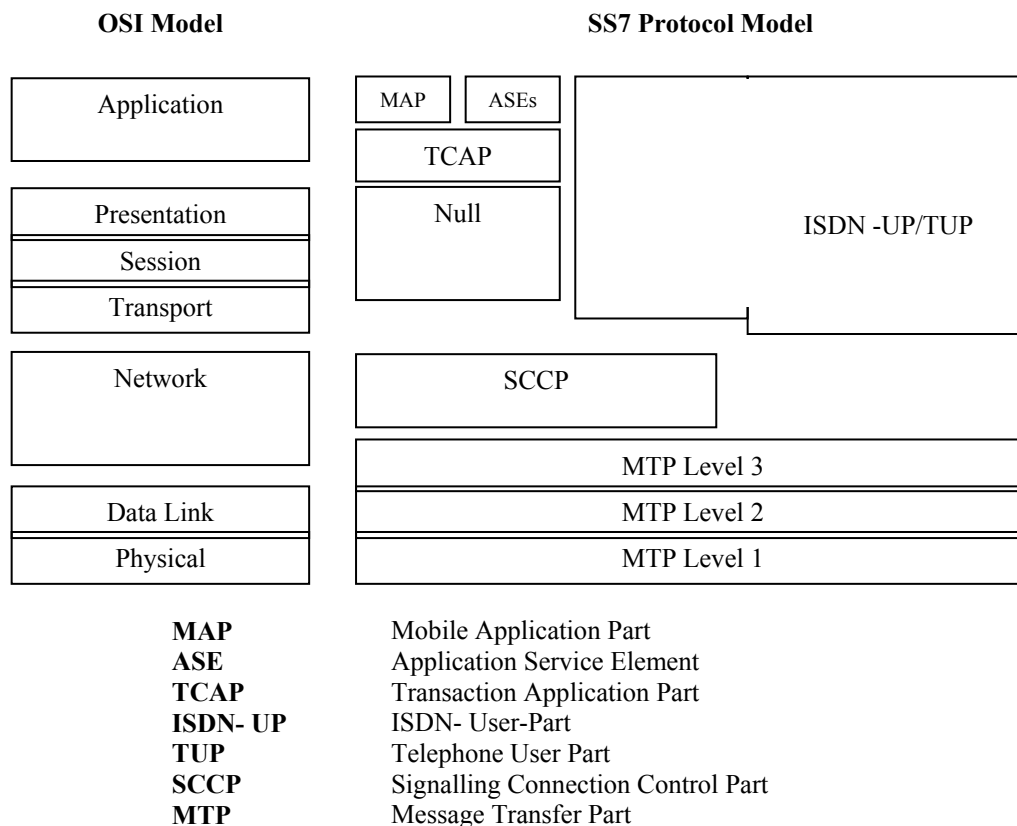 OSI Model
SS7 Protocol Model
Application
MAP
ASEs
TCAP
Presentation
Null
ISDN -UP/TUP
Session
Transport
Network
SCCP
MTP Level 3
Data Link
MTP Level 2
Physical
MTP Level 1
MAP Mobile Application Part
ASE Application Service Element
TCAP Transaction Application Part
ISDN- UP ISDN- User-Part
TUP Telephone User Part
SCCP Signalling Connection Control Part
MTP Message Transfer Part